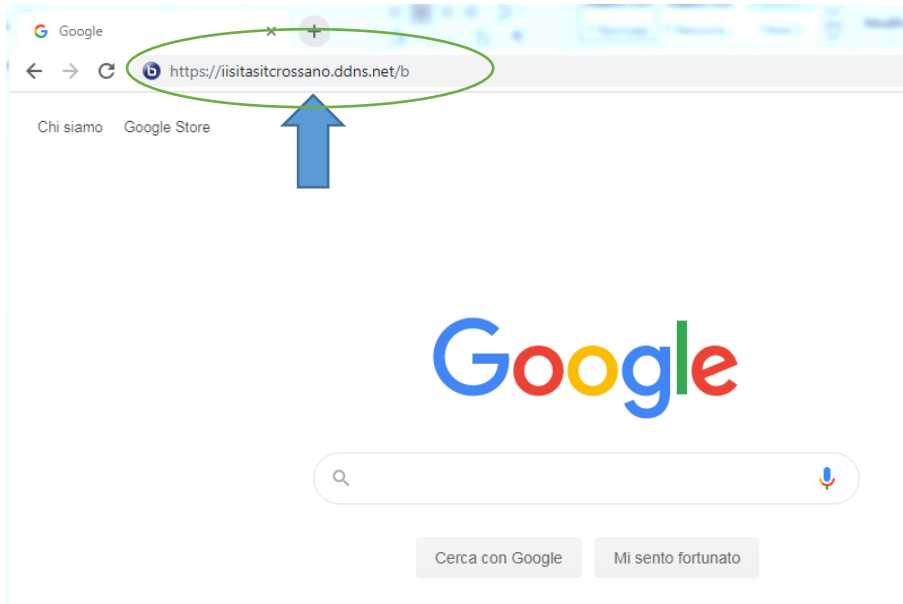 Google
https://iisitasitcrossano.ddns.net/b
Chi siamo Google Store
Google
Cerca con Google Mi sento fortunato